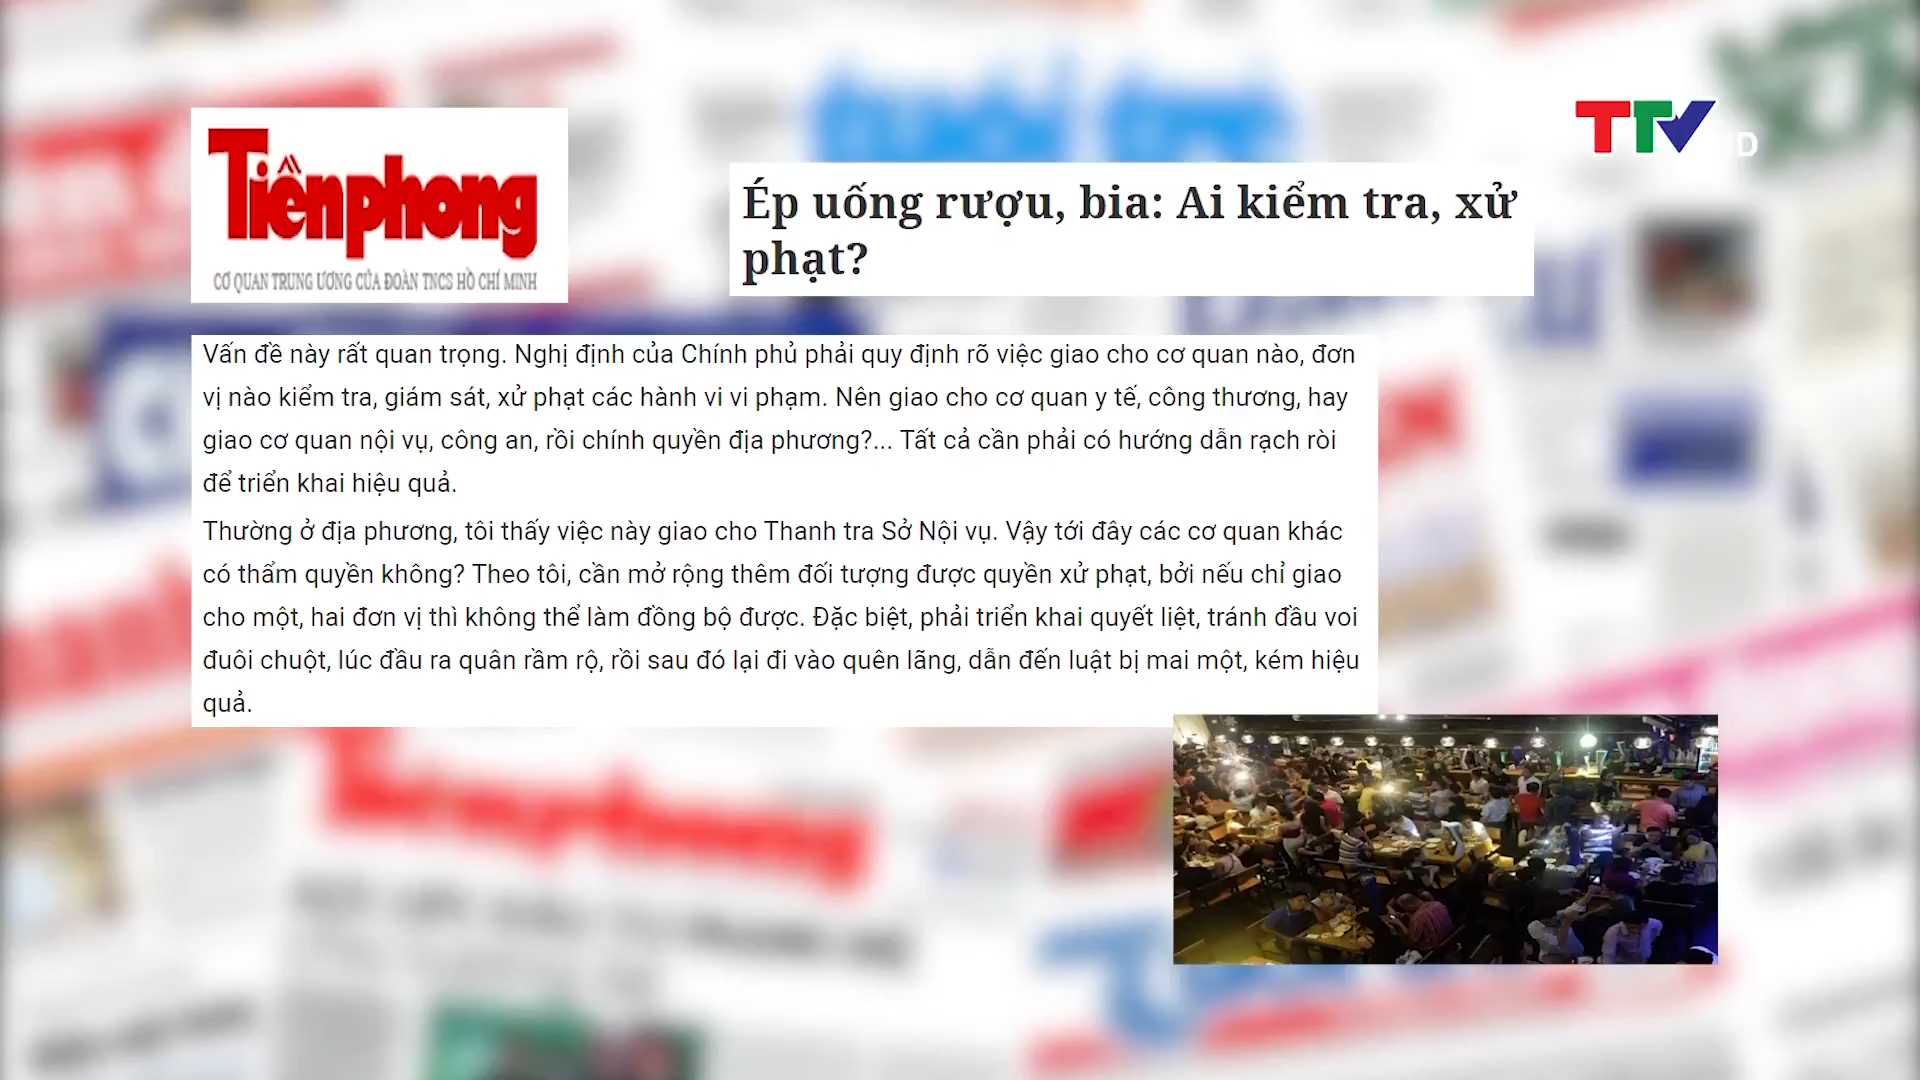 Tiềnphong
CƠ QUAN TRUNG ƯƠNG CỦA ĐOÀN TNCS HỒ CHÍ MINH
TTV
Ép uống rượu, bia: Ai kiểm tra, xử
phạt?
Vấn đề này rất quan trọng. Nghị định của Chính phủ phải quy định rõ việc giao cho cơ quan nào, đơn
vị nào kiểm tra, giám sát, xử phạt các hành vi vi phạm. Nên giao cho cơ quan y tế, công thương, hay
giao cơ quan nội vụ, công an, rồi chính quyền địa phương?... Tất cả cần phải có hướng dẫn rạch ròi
để triển khai hiệu quả.
Thường ở địa phương, tôi thấy việc này giao cho Thanh tra Sở Nội vụ. Vậy tới đây các cơ quan khác
có thẩm quyền không? Theo tôi, cần mở rộng thêm đối tượng được quyền xử phạt, bởi nếu chỉ giao
cho một, hai đơn vị thì không thể làm đồng bộ được. Đặc biệt, phải triển khai quyết liệt, tránh đầu voi
đuôi chuột, lúc đầu ra quân rầm rộ, rồi sau đó lại đi vào quên lãng, dẫn đến luật bị mai một, kém hiệu
quả.